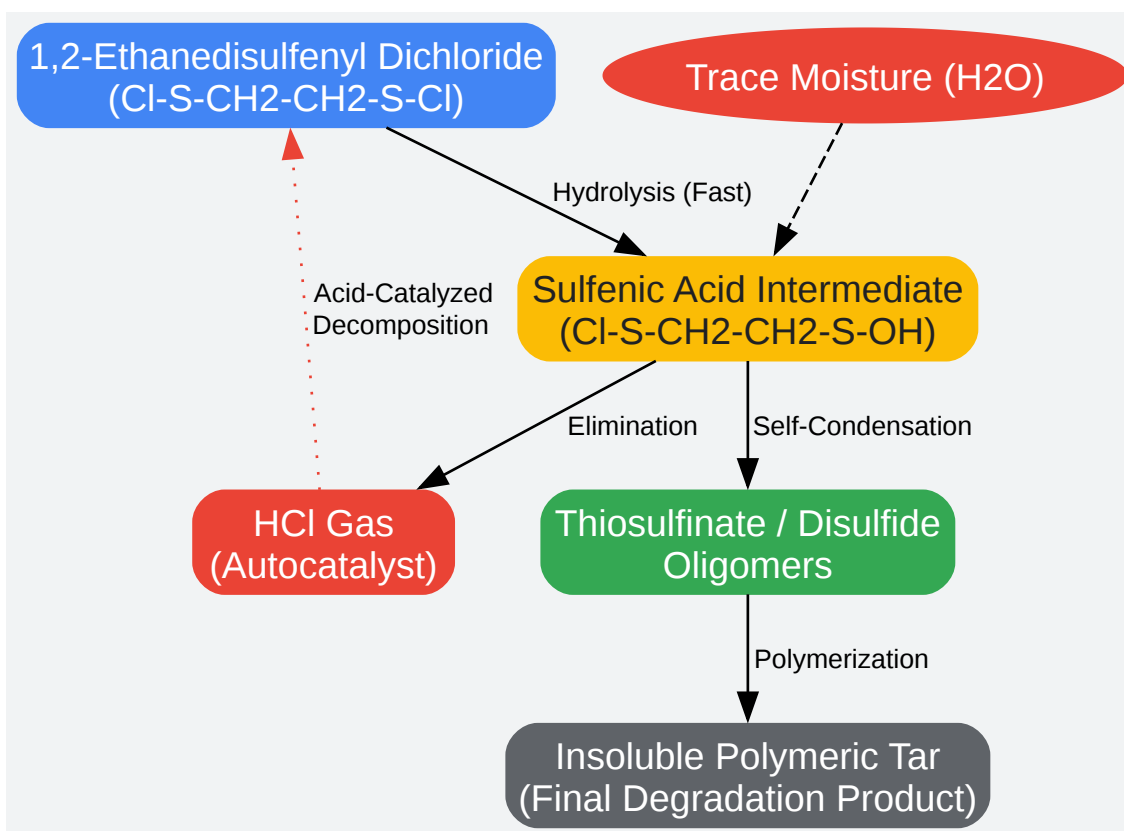 1,2-Ethanedisulfenyl Dichloride
(Cl-S-CH2-CH2-S-Cl)
Trace Moisture (H2O)
Hydrolysis (Fast)
Acid-Catalyzed
Decomposition
Sulfenic Acid Intermediate
(Cl-S-CH2-CH2-S-OH)
Elimination
Self-Condensation
HCl Gas
(Autocatalyst)
Thiosulfinate / Disulfide
Oligomers
Polymerization
Insoluble Polymeric Tar
(Final Degradation Product)